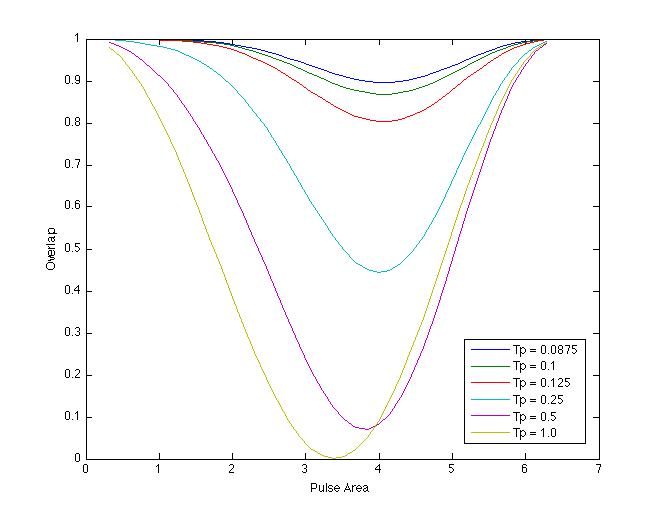 1
0.9
0.8
0.7
0.6
0.5
0.4
0.3
0.2
0.1
0
Overlap
0 1 2 3 4 5 6 7
Pulse Area
Tp = 0.0875
Tp = 0.1
Tp = 0.125
Tp = 0.25
Tp = 0.5
Tp = 1.0